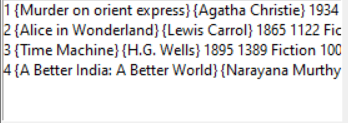 1 {Murder on orient express} {Agatha Christie} 1934
2 {Alice in Wonderland} {Lewis Carrol} 1865 1122 Fic
3 {Time Machine} {H.G. Wells} 1895 1389 Fiction 100
4 {A Better India: A Better World} {Narayana Murthy